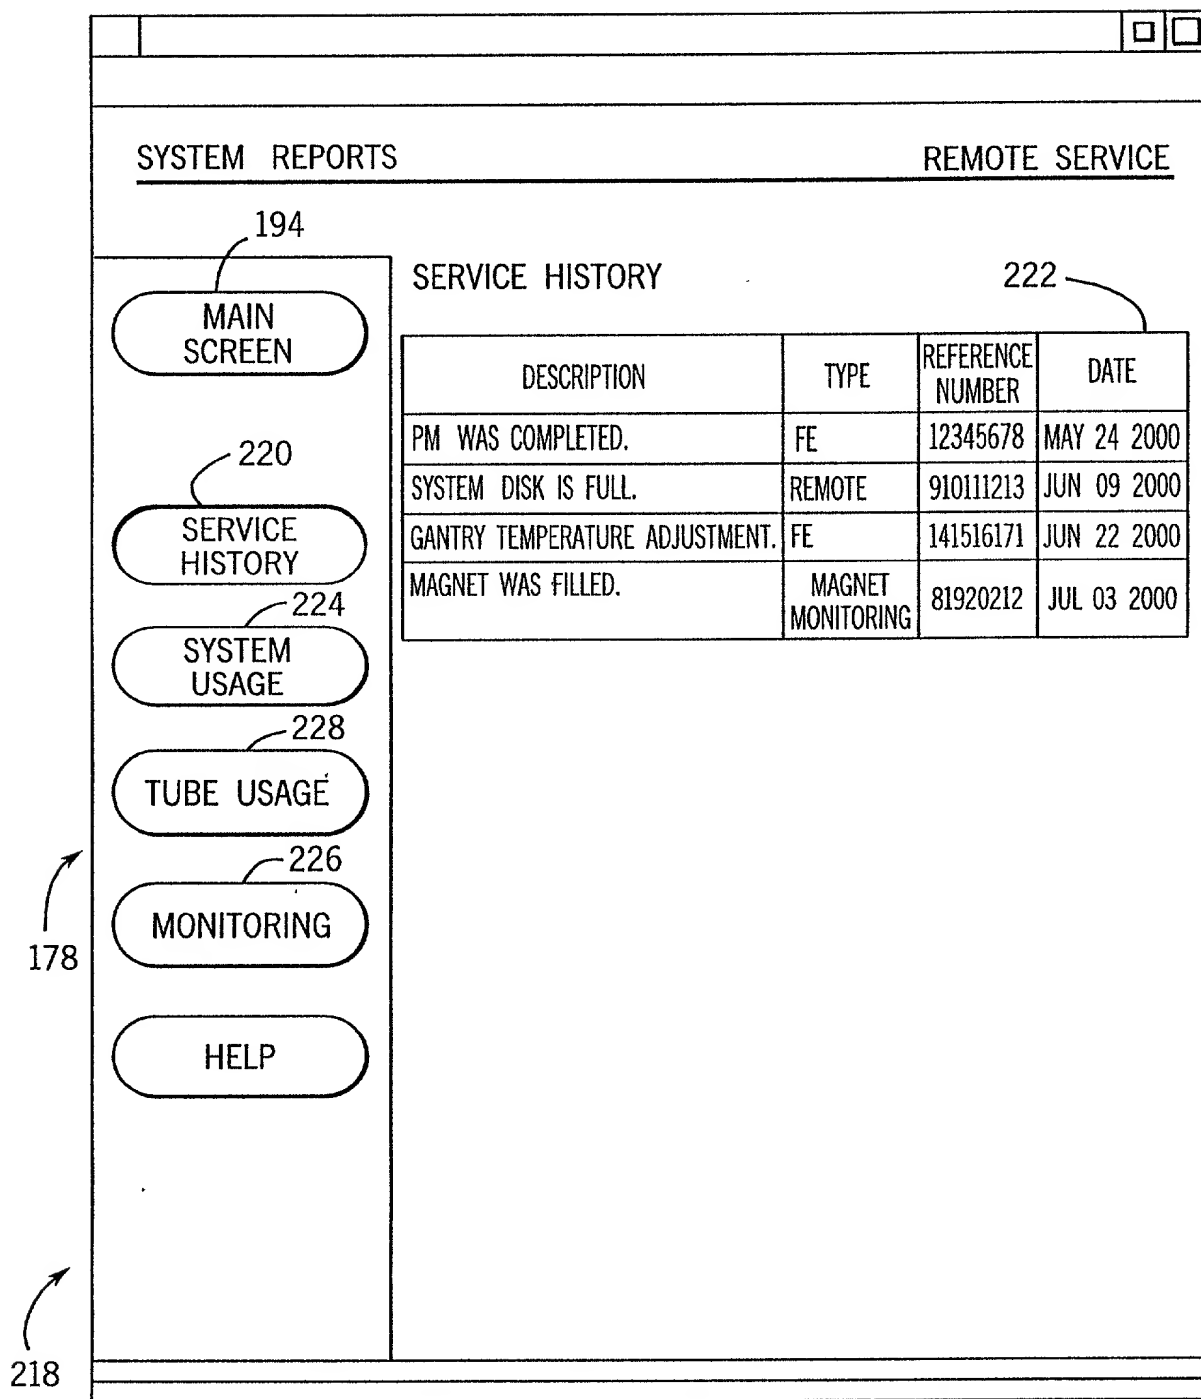 SYSTEM REPORTS REMOTE SERVICE
194
MAIN
SCREEN
220
SERVICE
HISTORY
224
SYSTEM
USAGE
228
TUBE USAGE
226
MONITORING
178
HELP
218
SERVICE HISTORY
222
DESCRIPTION TYPE REFERENCE NUMBER DATE
PM WAS COMPLETED. FE 12345678 MAY 24 2000
SYSTEM DISK IS FULL. REMOTE 910111213 JUN 09 2000
GANTRY TEMPERATURE ADJUSTMENT. FE 141516171 JUN 22 2000
MAGNET WAS FILLED. MAGNET MONITORING 81920212 JUL 03 2000